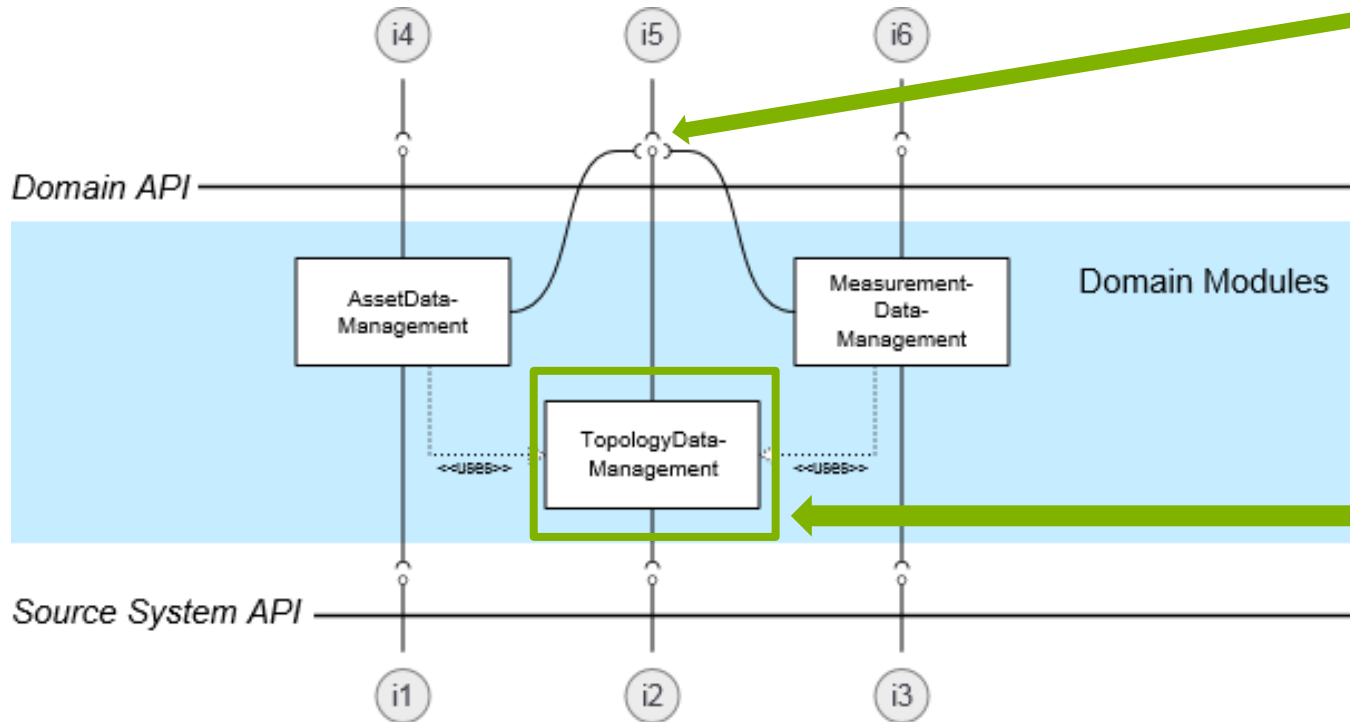 i4
i5
i6
Domain API
AssetData-
Management
Measurement-
Data-
Management
Domain Modules
TopologyData-
Management
<<uses>>
<<uses>>
Source System API
i1
i2
i3